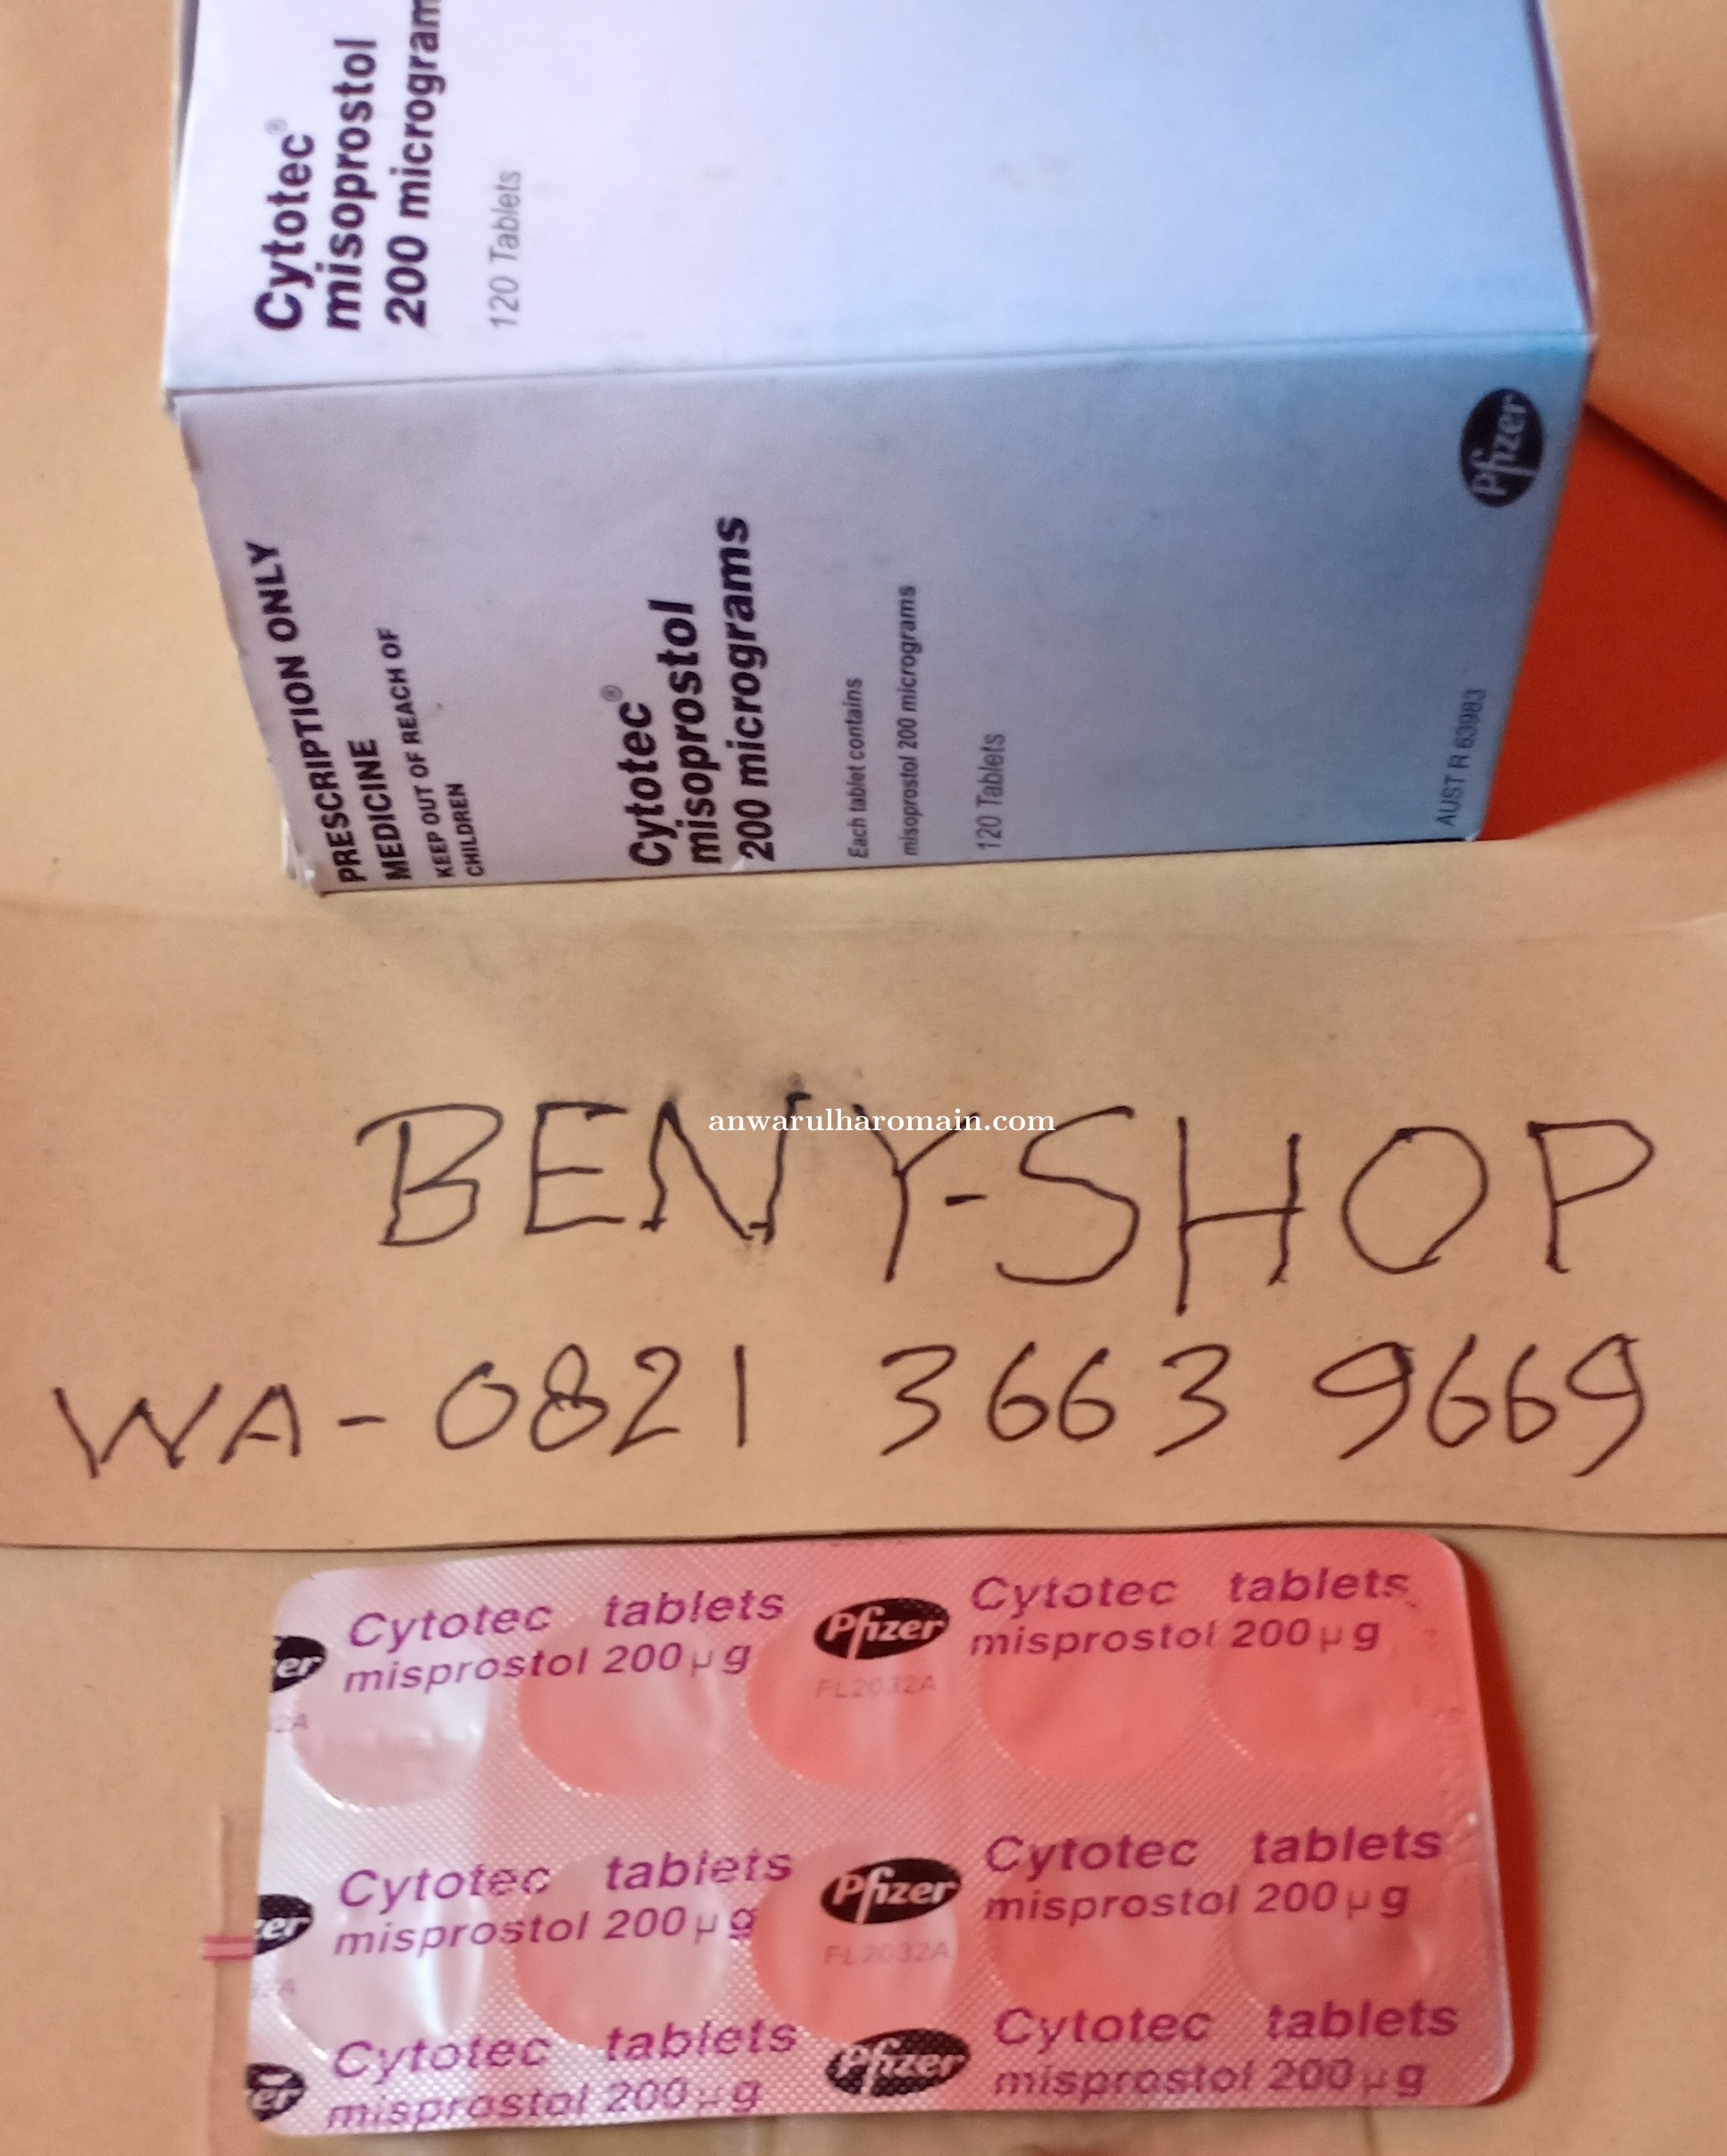 Cytotec®
misoprostol
200 microgram
120 Tablets
PRESCRIPTION ONLY
MEDICINE
KEEP OUT OF REACH OF
CHILDREN
Cytotec®
misoprostol
200 micrograms
Each tablet contains
misoprostol 200 micrograms
120 Tablets
AUST R 63983
Pfizer
anwarulharomain.com
BENY-SHOP
WA-0821 3663 9669
er Cytotec tablets Pfizer Cytotec tablets
misprostol 200µg misprostol 200µg
FL2032A
Cytotec tablets Pfizer Cytotec tablets
er misprostol 200µg misprostol 200µg
FL2032A
Cytotec tablets Pfizer Cytotec tablets
er misprostol 200µg misprostol 200µg